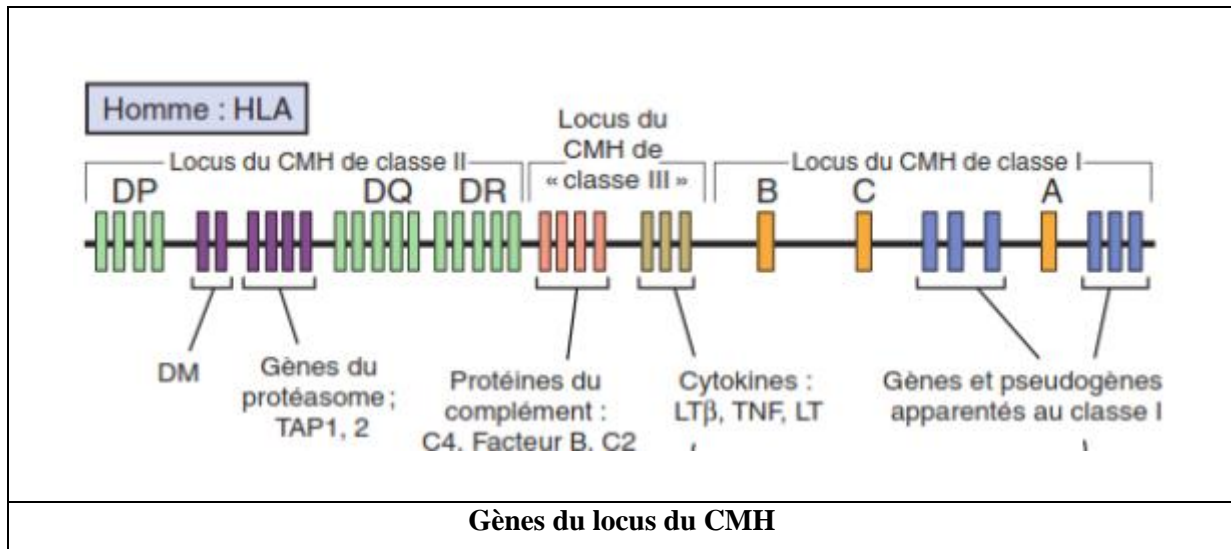 Homme : HLA
Locus du CMH de classe II
Locus du
CMH de
« classe III »
Locus du CMH de classe I
DP
DQ
DR
B
C
A
DM
Gènes du
protéasome ;
TAP1, 2
Protéines du
complément :
C4, Facteur B, C2
Cytokines :
LTβ, TNF, LT
Gènes et pseudogènes
apparentés au classe I
Gènes du locus du CMH